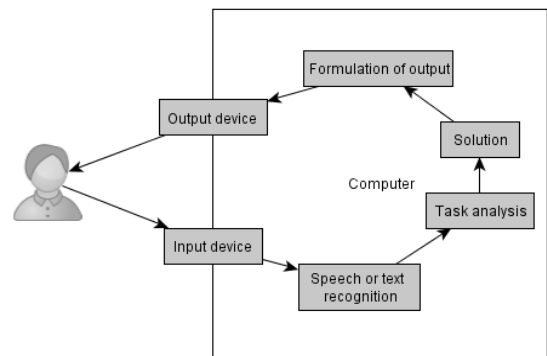 Formulation of output
Output device
Solution
Computer
Task analysis
Input device
Speech or text
recognition